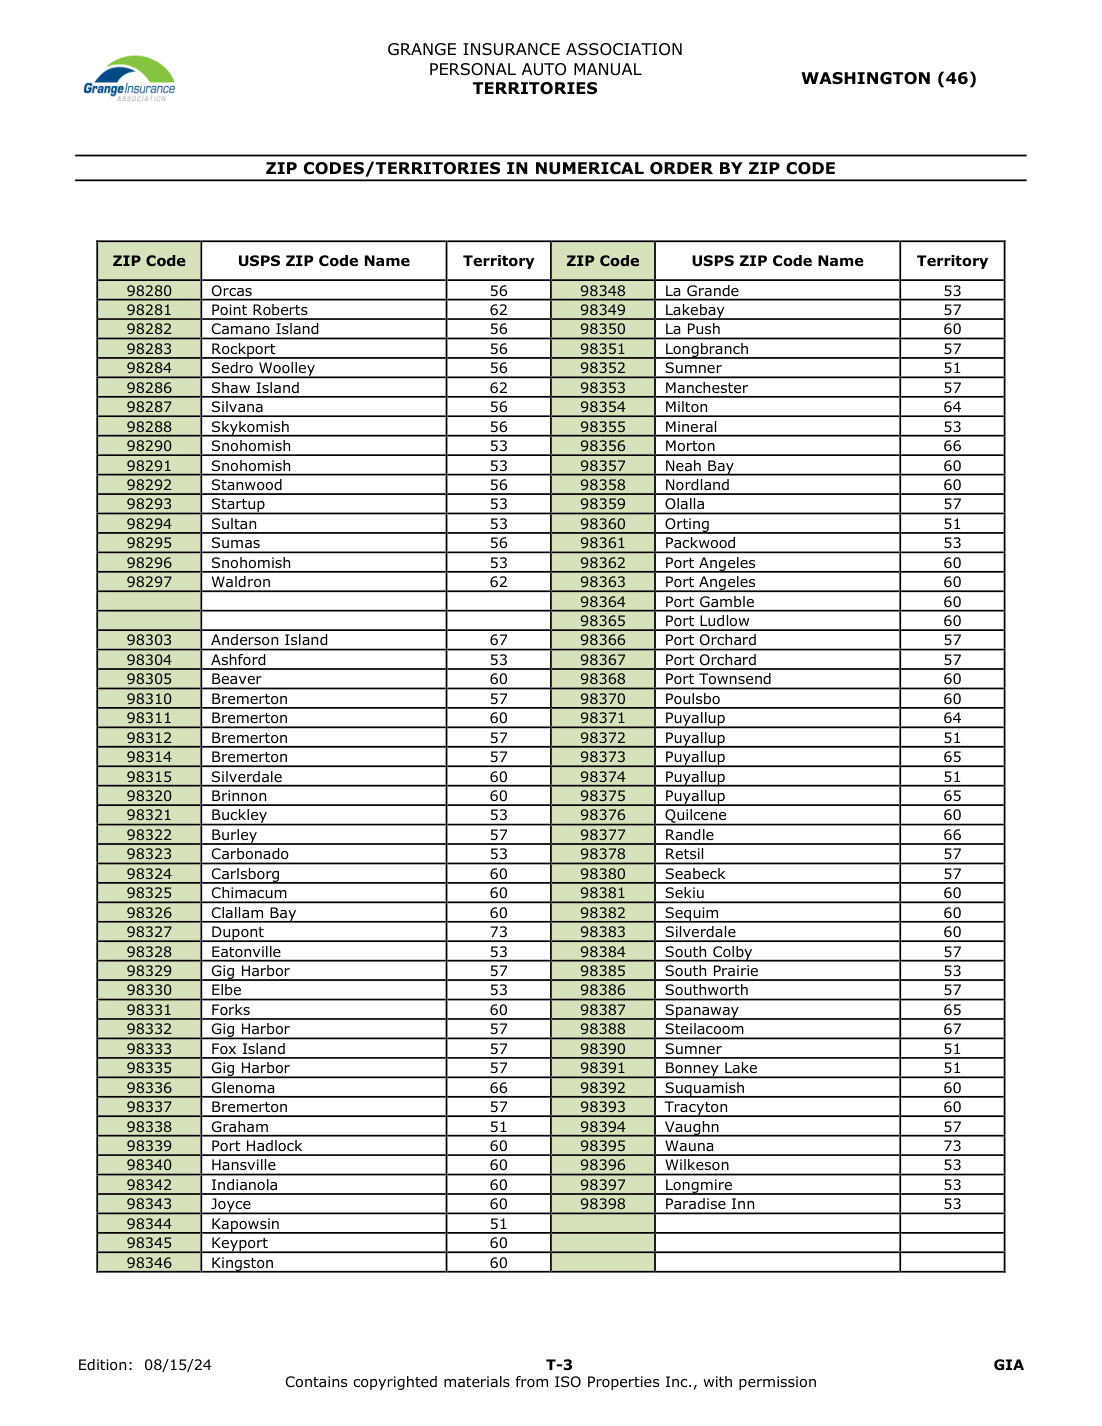 GRANGE INSURANCE ASSOCIATION
PERSONAL AUTO MANUAL
TERRITORIES
WASHINGTON (46)
GrangeInsurance
ASSOCIATION
ZIP CODES/TERRITORIES IN NUMERICAL ORDER BY ZIP CODE
ZIP Code USPS ZIP Code Name Territory ZIP Code USPS ZIP Code Name Territory
98280 Orcas 56 98348 La Grande 53
98281 Point Roberts 62 98349 Lakebay 57
98282 Camano Island 56 98350 La Push 60
98283 Rockport 56 98351 Longbranch 57
98284 Sedro Woolley 56 98352 Sumner 51
98286 Shaw Island 62 98353 Manchester 57
98287 Silvana 56 98354 Milton 64
98288 Skykomish 56 98355 Mineral 53
98290 Snohomish 53 98356 Morton 66
98291 Snohomish 53 98357 Neah Bay 60
98292 Stanwood 56 98358 Nordland 60
98293 Startup 53 98359 Olalla 57
98294 Sultan 53 98360 Orting 51
98295 Sumas 56 98361 Packwood 53
98296 Snohomish 53 98362 Port Angeles 60
98297 Waldron 62 98363 Port Angeles 60
98364 Port Gamble 60
98365 Port Ludlow 60
98303 Anderson Island 67 98366 Port Orchard 57
98304 Ashford 53 98367 Port Orchard 57
98305 Beaver 60 98368 Port Townsend 60
98310 Bremerton 57 98370 Poulsbo 60
98311 Bremerton 60 98371 Puyallup 64
98312 Bremerton 57 98372 Puyallup 51
98314 Bremerton 57 98373 Puyallup 65
98315 Silverdale 60 98374 Puyallup 51
98320 Brinnon 60 98375 Puyallup 65
98321 Buckley 53 98376 Quilcene 60
98322 Burley 57 98377 Randle 66
98323 Carbonado 53 98378 Retsil 57
98324 Carlsborg 60 98380 Seabeck 57
98325 Chimacum 60 98381 Sekiu 60
98326 Clallam Bay 60 98382 Sequim 60
98327 Dupont 73 98383 Silverdale 60
98328 Eatonville 53 98384 South Colby 57
98329 Gig Harbor 57 98385 South Prairie 53
98330 Elbe 53 98386 Southworth 57
98331 Forks 60 98387 Spanaway 65
98332 Gig Harbor 57 98388 Steilacoom 67
98333 Fox Island 57 98390 Sumner 51
98335 Gig Harbor 57 98391 Bonney Lake 51
98336 Glenoma 66 98392 Suquamish 60
98337 Bremerton 57 98393 Tracyton 60
98338 Graham 51 98394 Vaughn 57
98339 Port Hadlock 60 98395 Wauna 73
98340 Hansville 60 98396 Wilkeson 53
98342 Indianola 60 98397 Longmire 53
98343 Joyce 60 98398 Paradise Inn 53
98344 Kapowsin 51
98345 Keyport 60
98346 Kingston 60
Edition: 08/15/24 T-3 GIA
Contains copyrighted materials from ISO Properties Inc., with permission